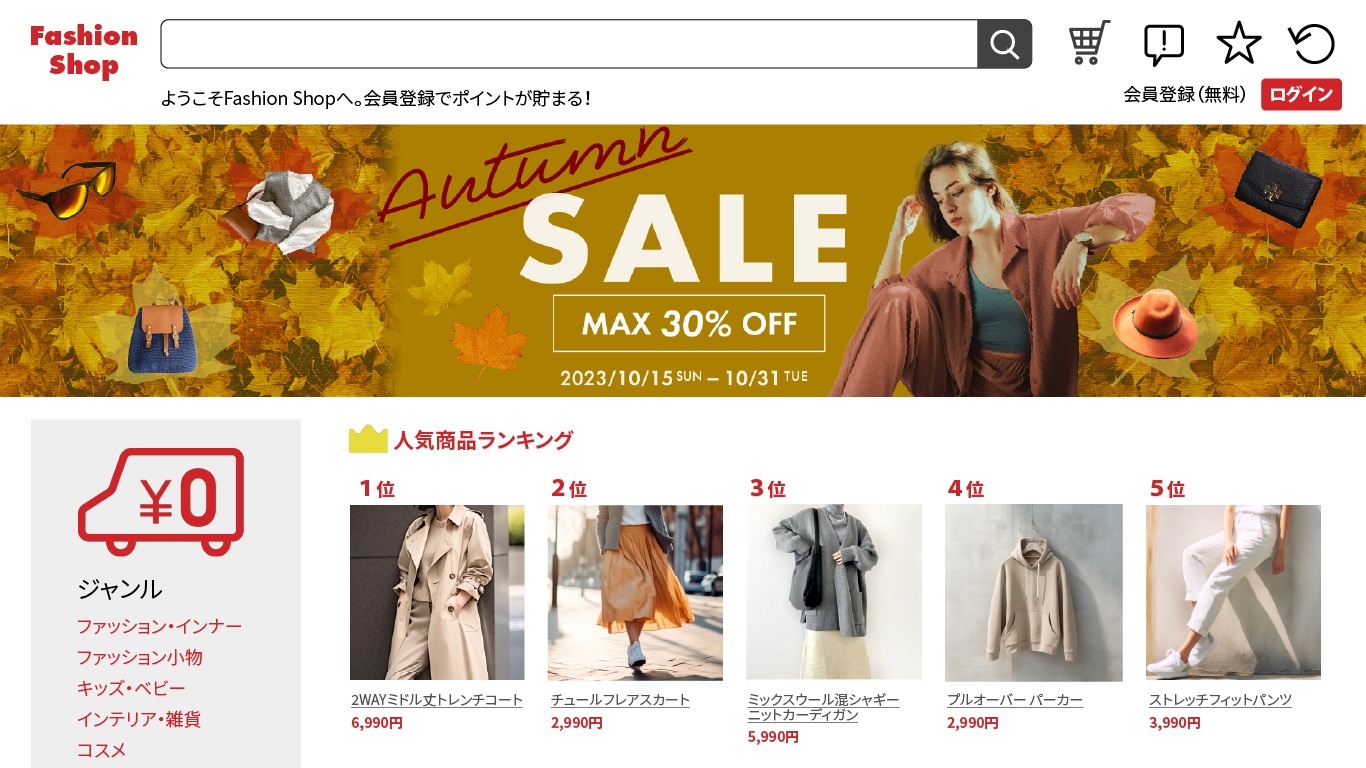 Fashion
Shop
ようこそFashion Shopへ。会員登録でポイントが貯まる!
会員登録(無料)
ログイン
Autumn
SALE
MAX 30% OFF
2023/10/15 SUN – 10/31 TUE
¥0
ジャンル
ファッション・インナー
ファッション小物
キッズ・ベビー
インテリア・雑貨
コスメ
人気商品ランキング
1位
2位
3位
4位
5位
2WAYミドル丈トレンチコート
6,990円
チュールフレアスカート
2,990円
ミックスウール混シャギー
ニットカーディガン
5,990円
プルオーバー パーカー
2,990円
ストレッチフィットパンツ
3,990円